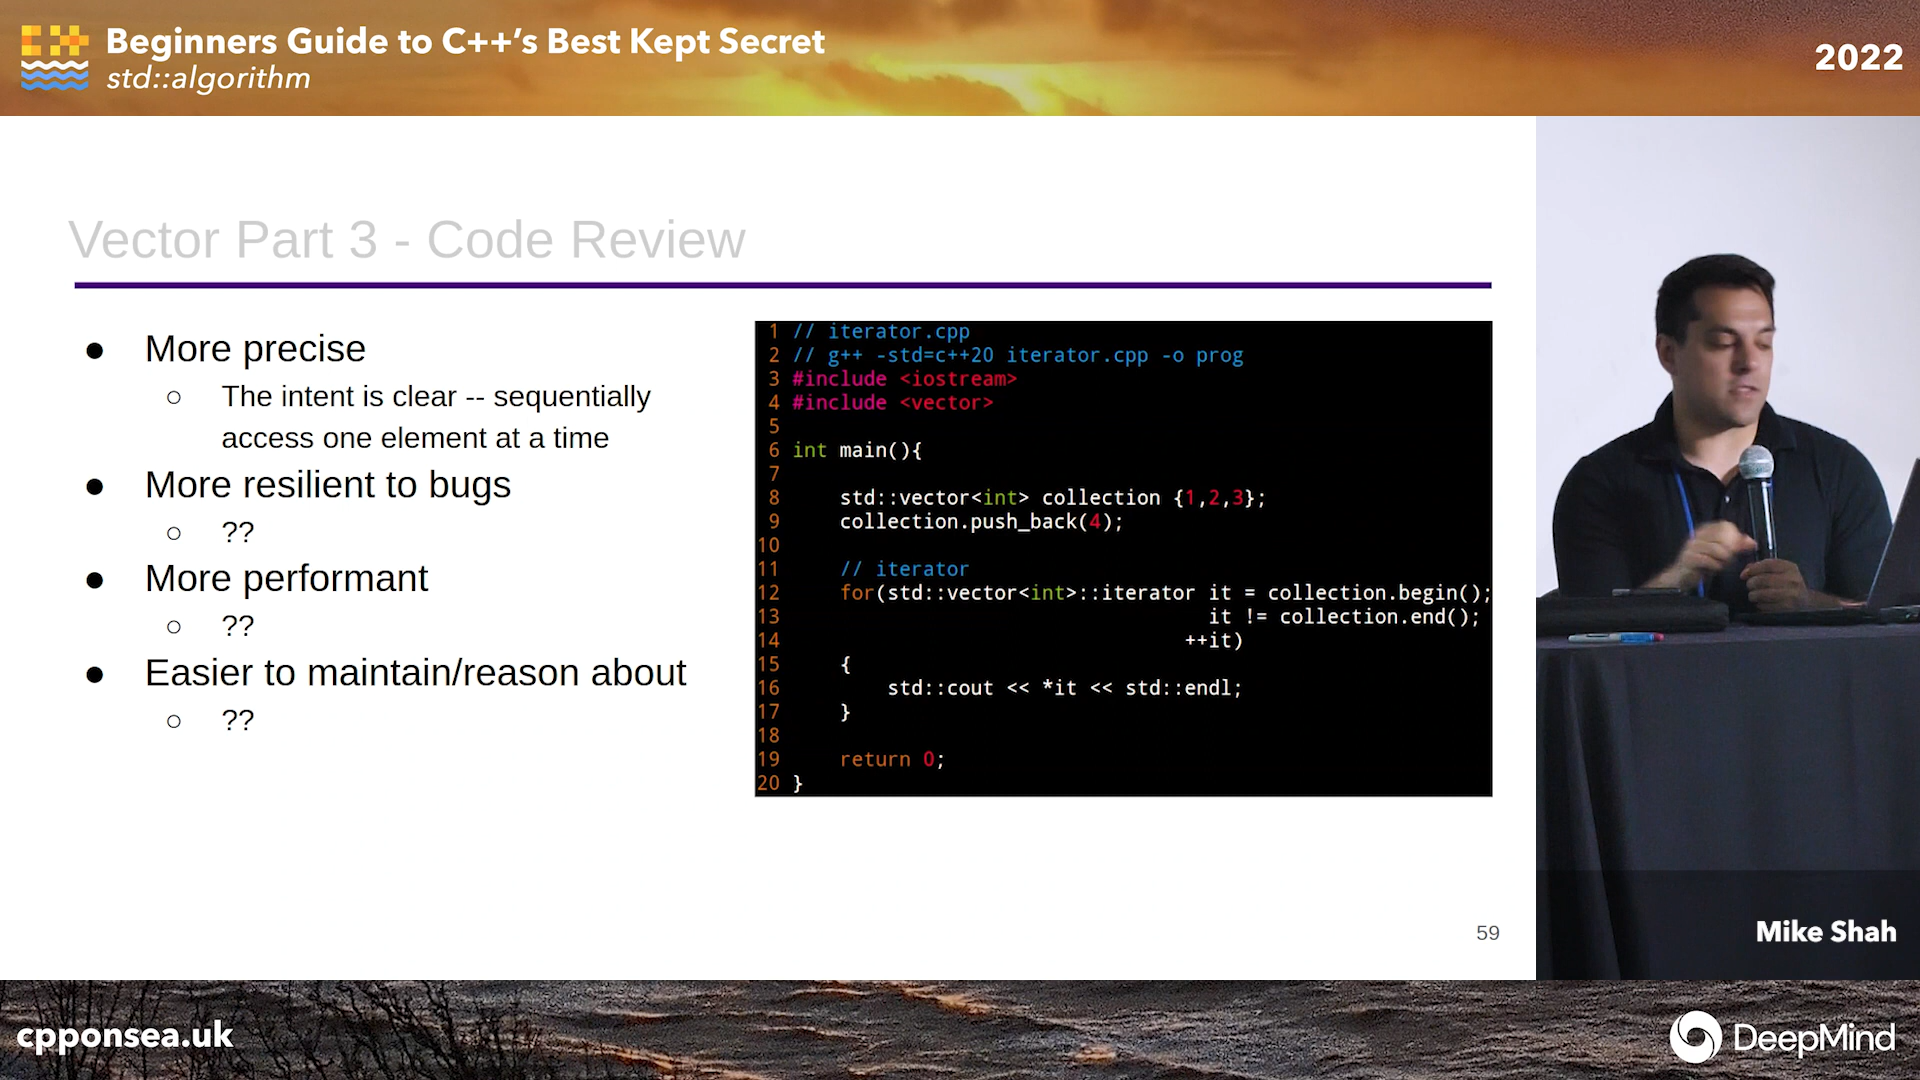 Beginners Guide to C++’s Best Kept Secret
std::algorithm
2022
Vector Part 3 - Code Review
● More precise
○ The intent is clear -- sequentially
access one element at a time
● More resilient to bugs
○ ??
● More performant
○ ??
● Easier to maintain/reason about
○ ??
1 // iterator.cpp
2 // g++ -std=c++20 iterator.cpp -o prog
3 #include <iostream>
4 #include <vector>
5
6 int main(){
7
8     std::vector<int> collection {1,2,3};
9     collection.push_back(4);
10
11     // iterator
12     for(std::vector<int>::iterator it = collection.begin();
13                                    it != collection.end();
14                                  ++it)
15     {
16         std::cout << *it << std::endl;
17     }
18
19     return 0;
20 }
59
Mike Shah
cpponsea.uk
DeepMind